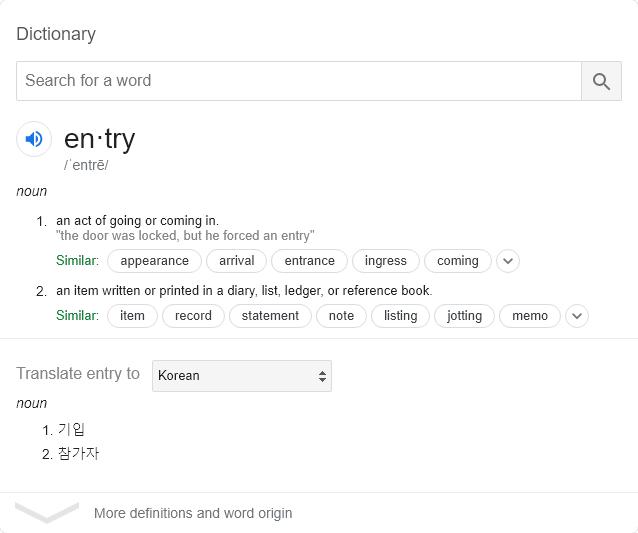 Dictionary
Search for a word
en·try
/ˈentrē/
noun
1. an act of going or coming in.
"the door was locked, but he forced an entry"
Similar: appearance arrival entrance ingress coming
2. an item written or printed in a diary, list, ledger, or reference book.
Similar: item record statement note listing jotting memo
Translate entry to Korean
noun
1. 기입
2. 참가자
More definitions and word origin